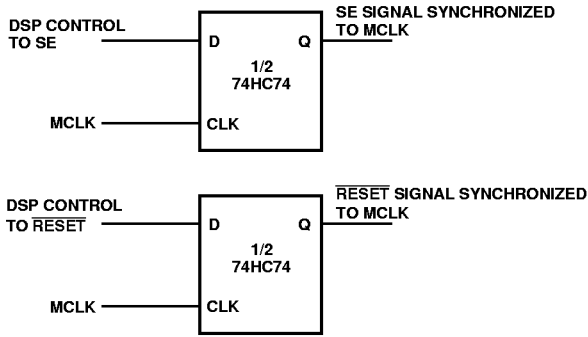 DSP CONTROL
TO SE
D
Q
SE SIGNAL SYNCHRONIZED
TO MCLK
1/2
74HC74
MCLK
CLK
DSP CONTROL
TO RESET
D
Q
RESET SIGNAL SYNCHRONIZED
TO MCLK
1/2
74HC74
MCLK
CLK